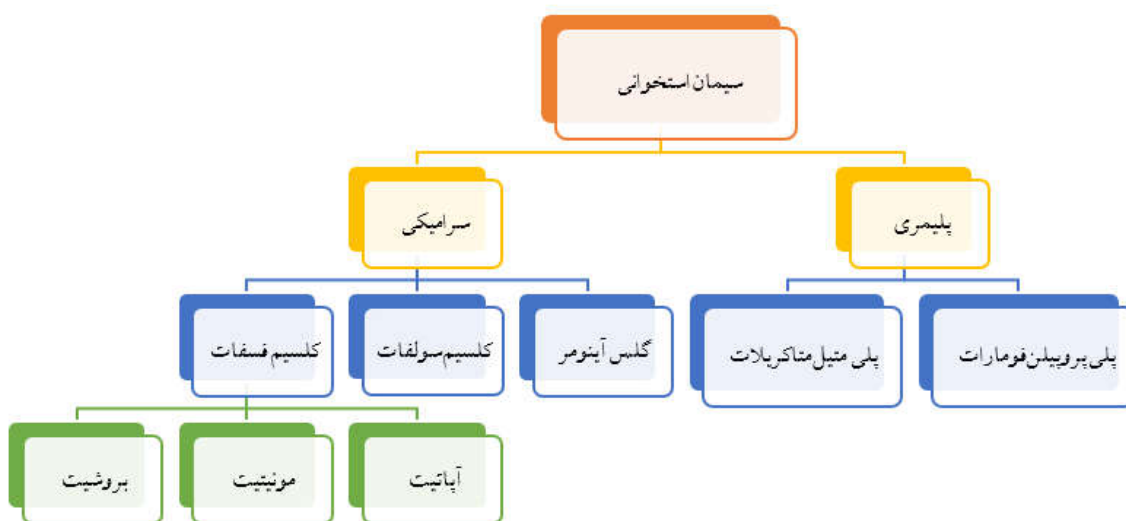 سیمان استخوانی
پلیمری
سرامیکی
پلی پروپیلن فومارات
پلی متیل متاکریلات
گلس آینومر
کلسیم سولفات
کلسیم فسفات
آپاتیت
مونیتیت
بروشیت